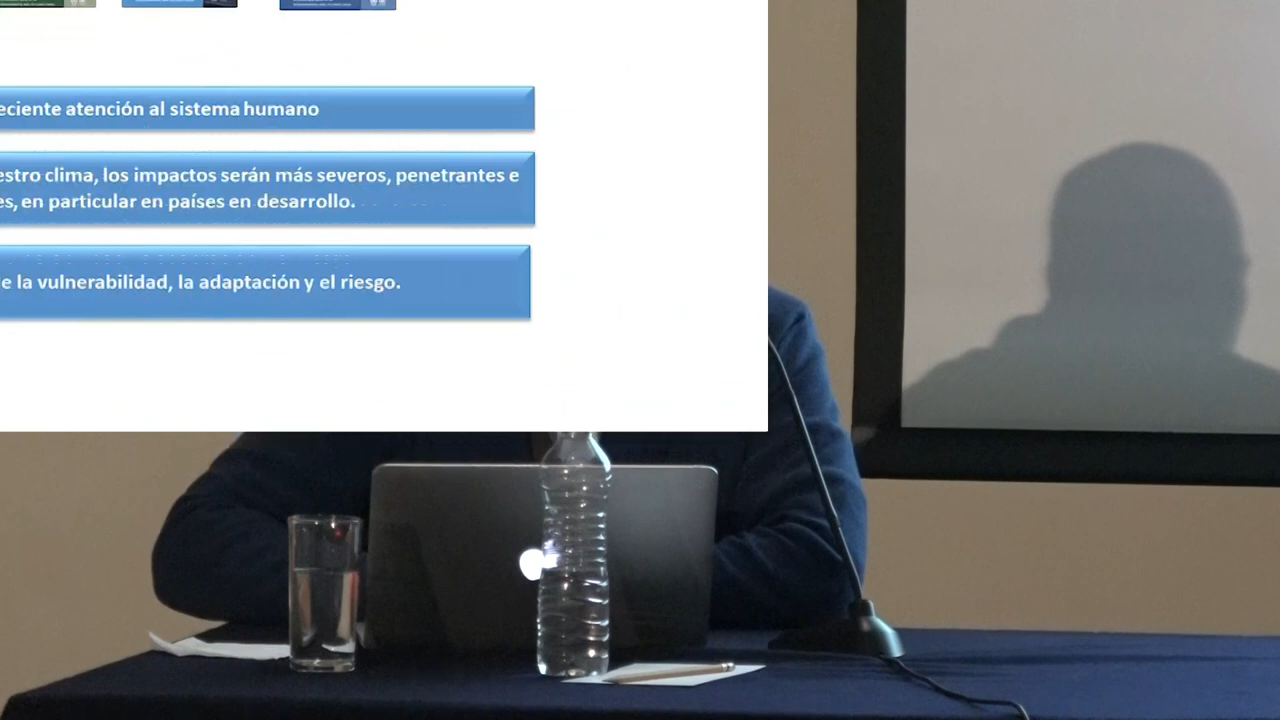 eciente atención al sistema humano
estro clima, los impactos serán más severos, penetrantes e
es, en particular en países en desarrollo.
e la vulnerabilidad, la adaptación y el riesgo.